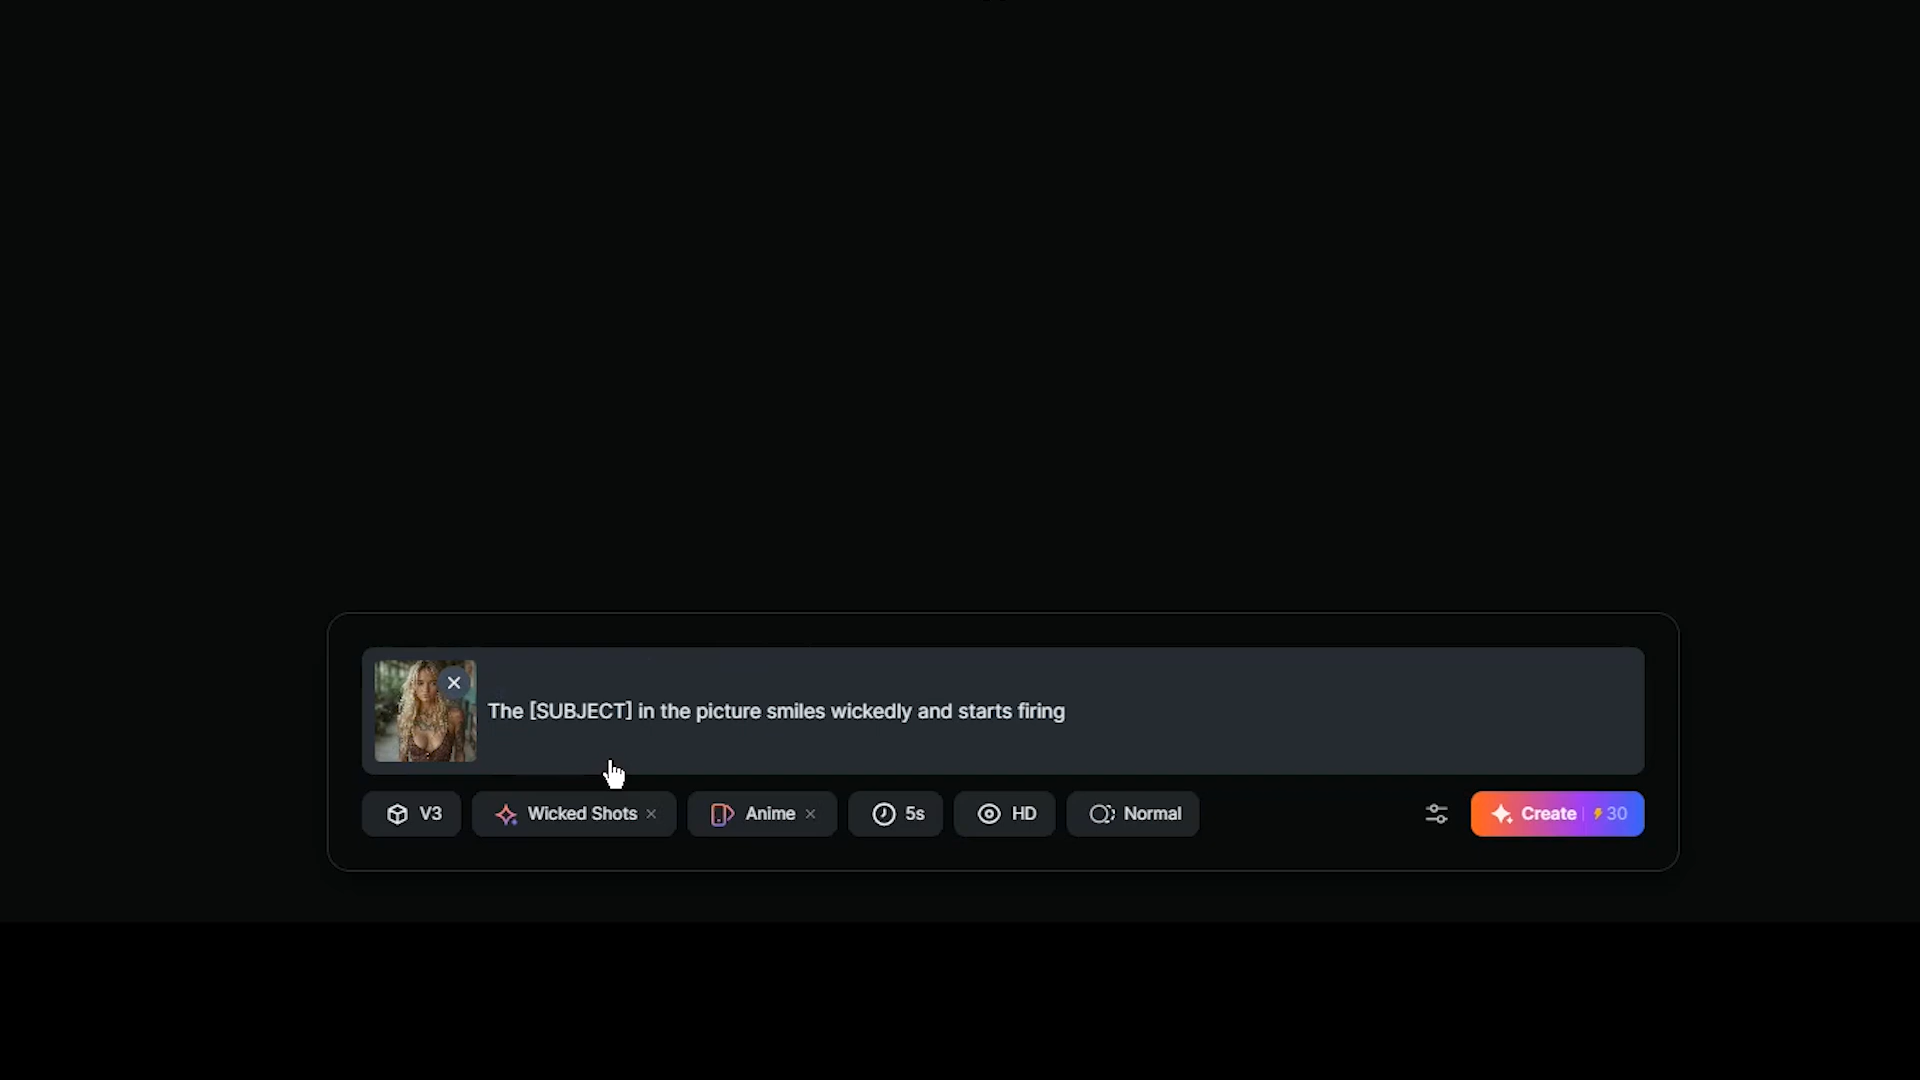 The [SUBJECT] in the picture smiles wickedly and starts firing
V3 Wicked Shots Anime 5s HD Normal Create 30